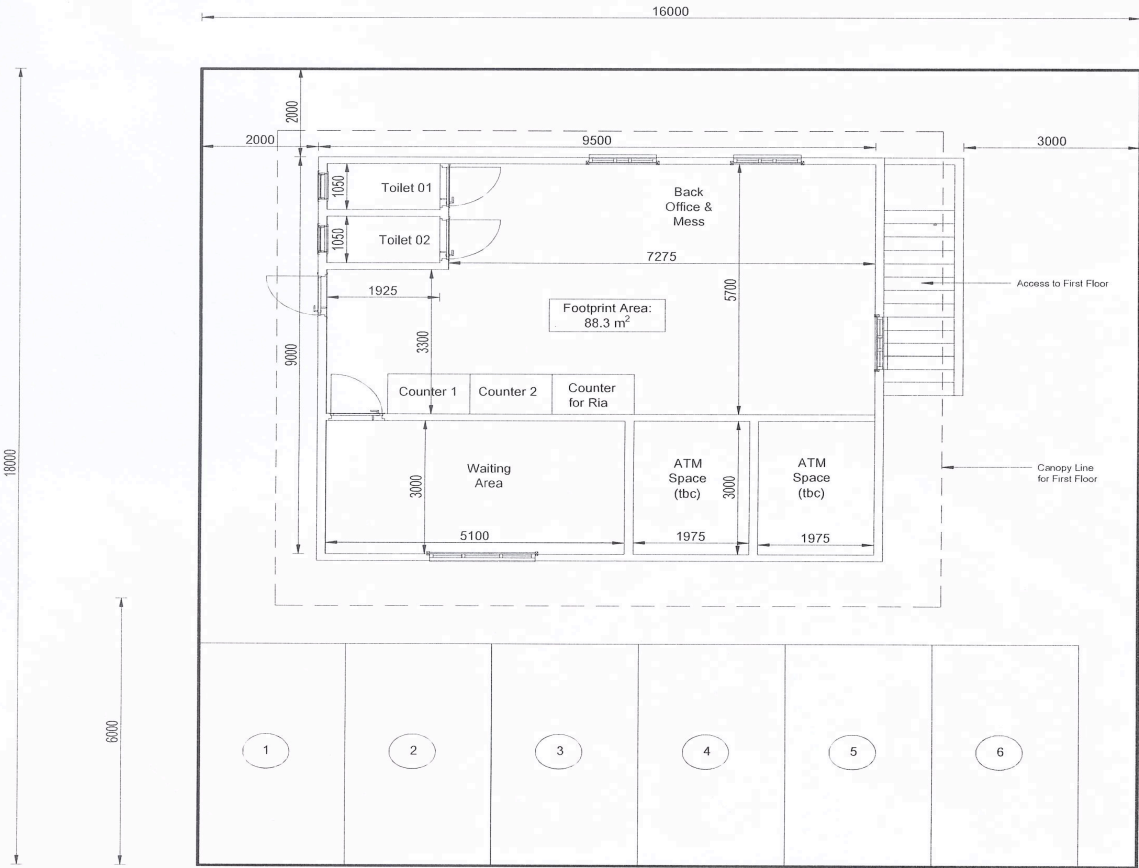 16000
2000
2000
9500
3000
1050
Toilet 01
Back
Office &
Mess
1050
Toilet 02
7275
1925
5700
Access to First Floor
Footprint Area:
88.3 m²
18000
9000
3300
Counter 1
Counter 2
Counter
for Ria
Waiting
Area
3000
ATM
Space
(tbc)
3000
ATM
Space
(tbc)
Canopy Line
for First Floor
5100
1975
1975
6000
1
2
3
4
5
6